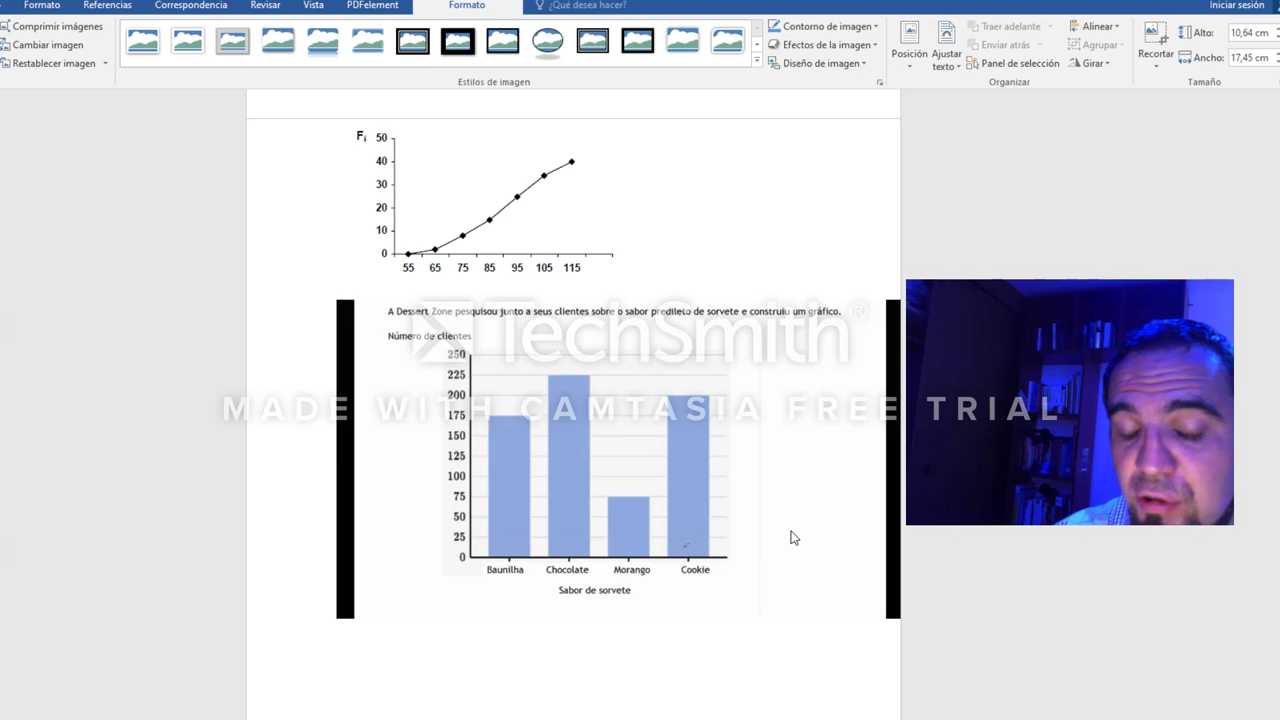 Formato Referencias Correspondencia Revisar Vista PDFelement Formato ¿Qué desea hacer? Iniciar sesión
Comprimir imágenes
Cambiar imagen
Restablecer imagen
Contorno de imagen
Efectos de la imagen
Diseño de imagen
Estilos de imagen
Posición
Ajustar
texto
Traer adelante
Enviar atrás
Panel de selección
Alinear
Agrupar
Girar
Organizar
Recortar
Alto: 10,64 cm
Ancho: 17,45 cm
Tamaño
Fi
50
40
30
20
10
0
55 65 75 85 95 105 115
A Dessert Zone pesquisou junto a seus clientes sobre o sabor predileto de sorvete e construiu um gráfico.
TechSmith®
Número de clientes
250
225
200
175
MADE WITH CAMTASIA FREE TRIAL
150
125
100
75
50
25
0
Baunilha Chocolate Morango Cookie
Sabor de sorvete